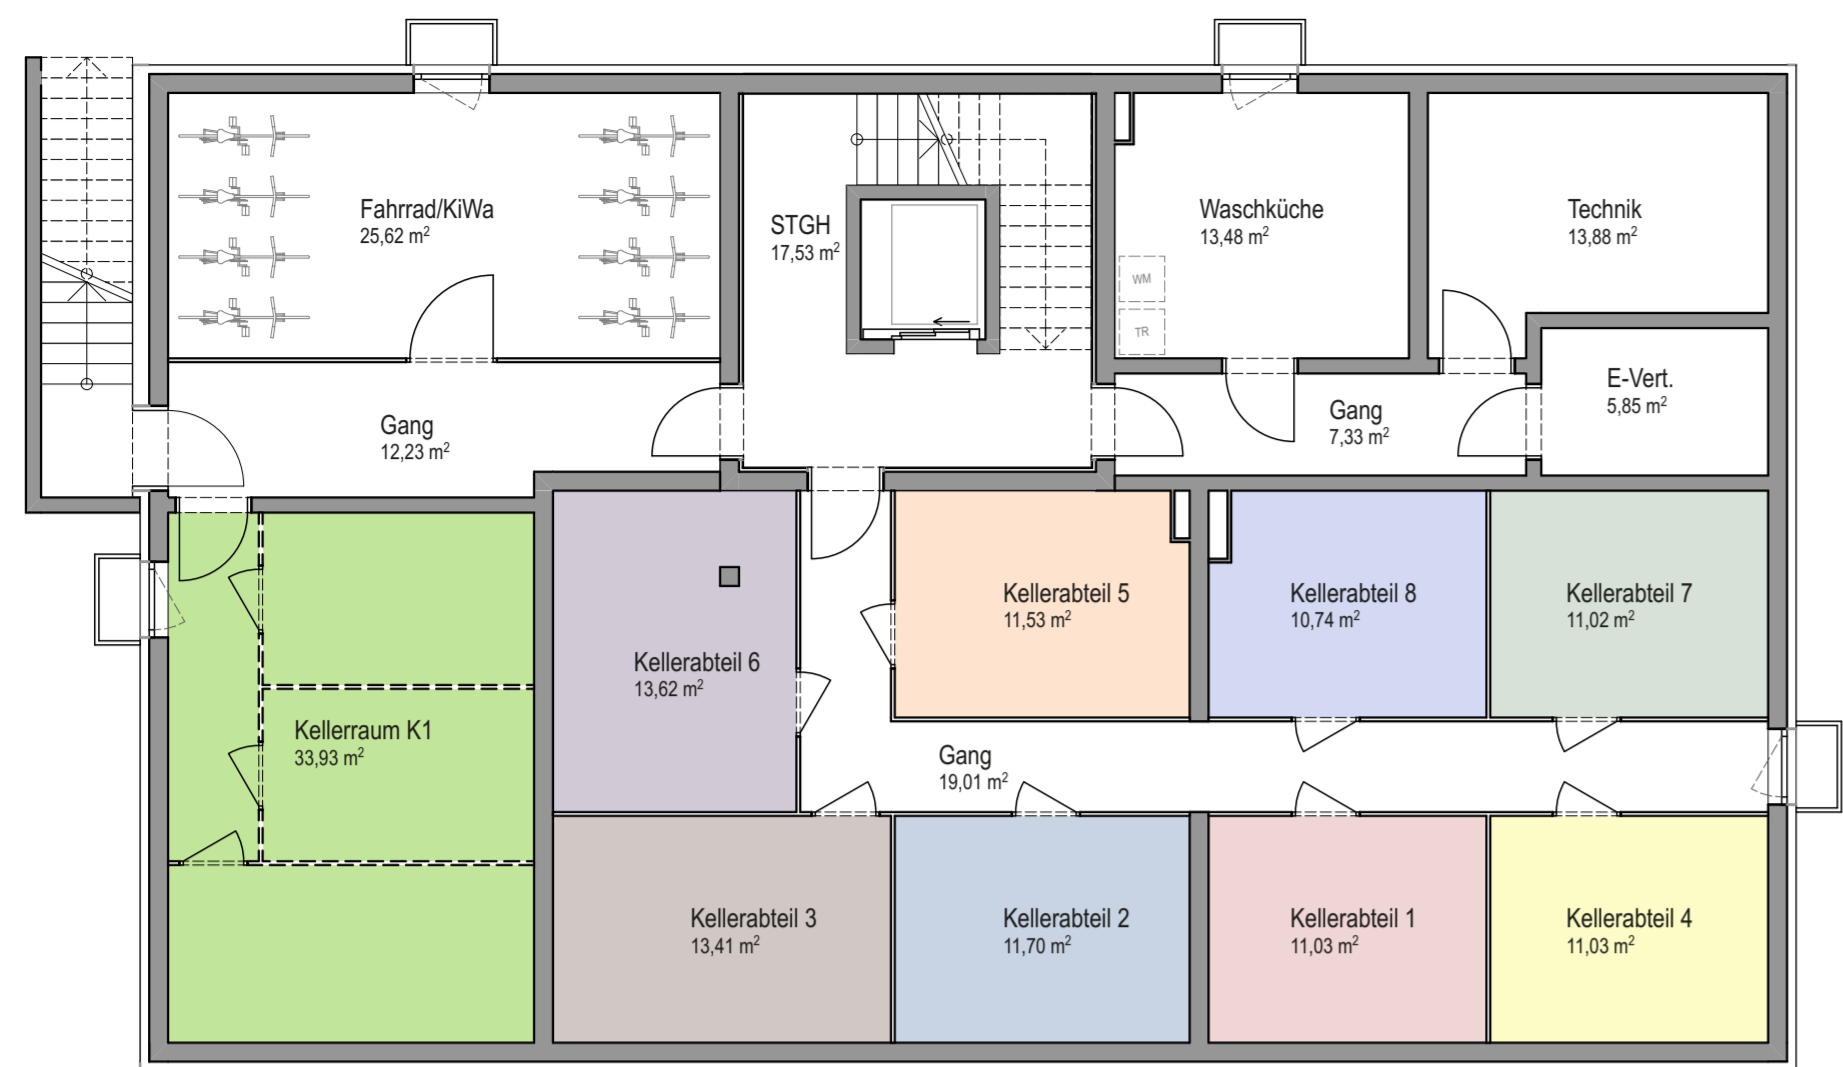 Fahrrad/KiWa
25,62 m²
STGH
17,53 m²
Waschküche
13,48 m²
Technik
13,88 m²
WM
TR
E-Vert.
5,85 m²
Gang
12,23 m²
Gang
7,33 m²
Kellerabteil 5
11,53 m²
Kellerabteil 8
10,74 m²
Kellerabteil 7
11,02 m²
Kellerabteil 6
13,62 m²
Kellerraum K1
33,93 m²
Gang
19,01 m²
Kellerabteil 3
13,41 m²
Kellerabteil 2
11,70 m²
Kellerabteil 1
11,03 m²
Kellerabteil 4
11,03 m²